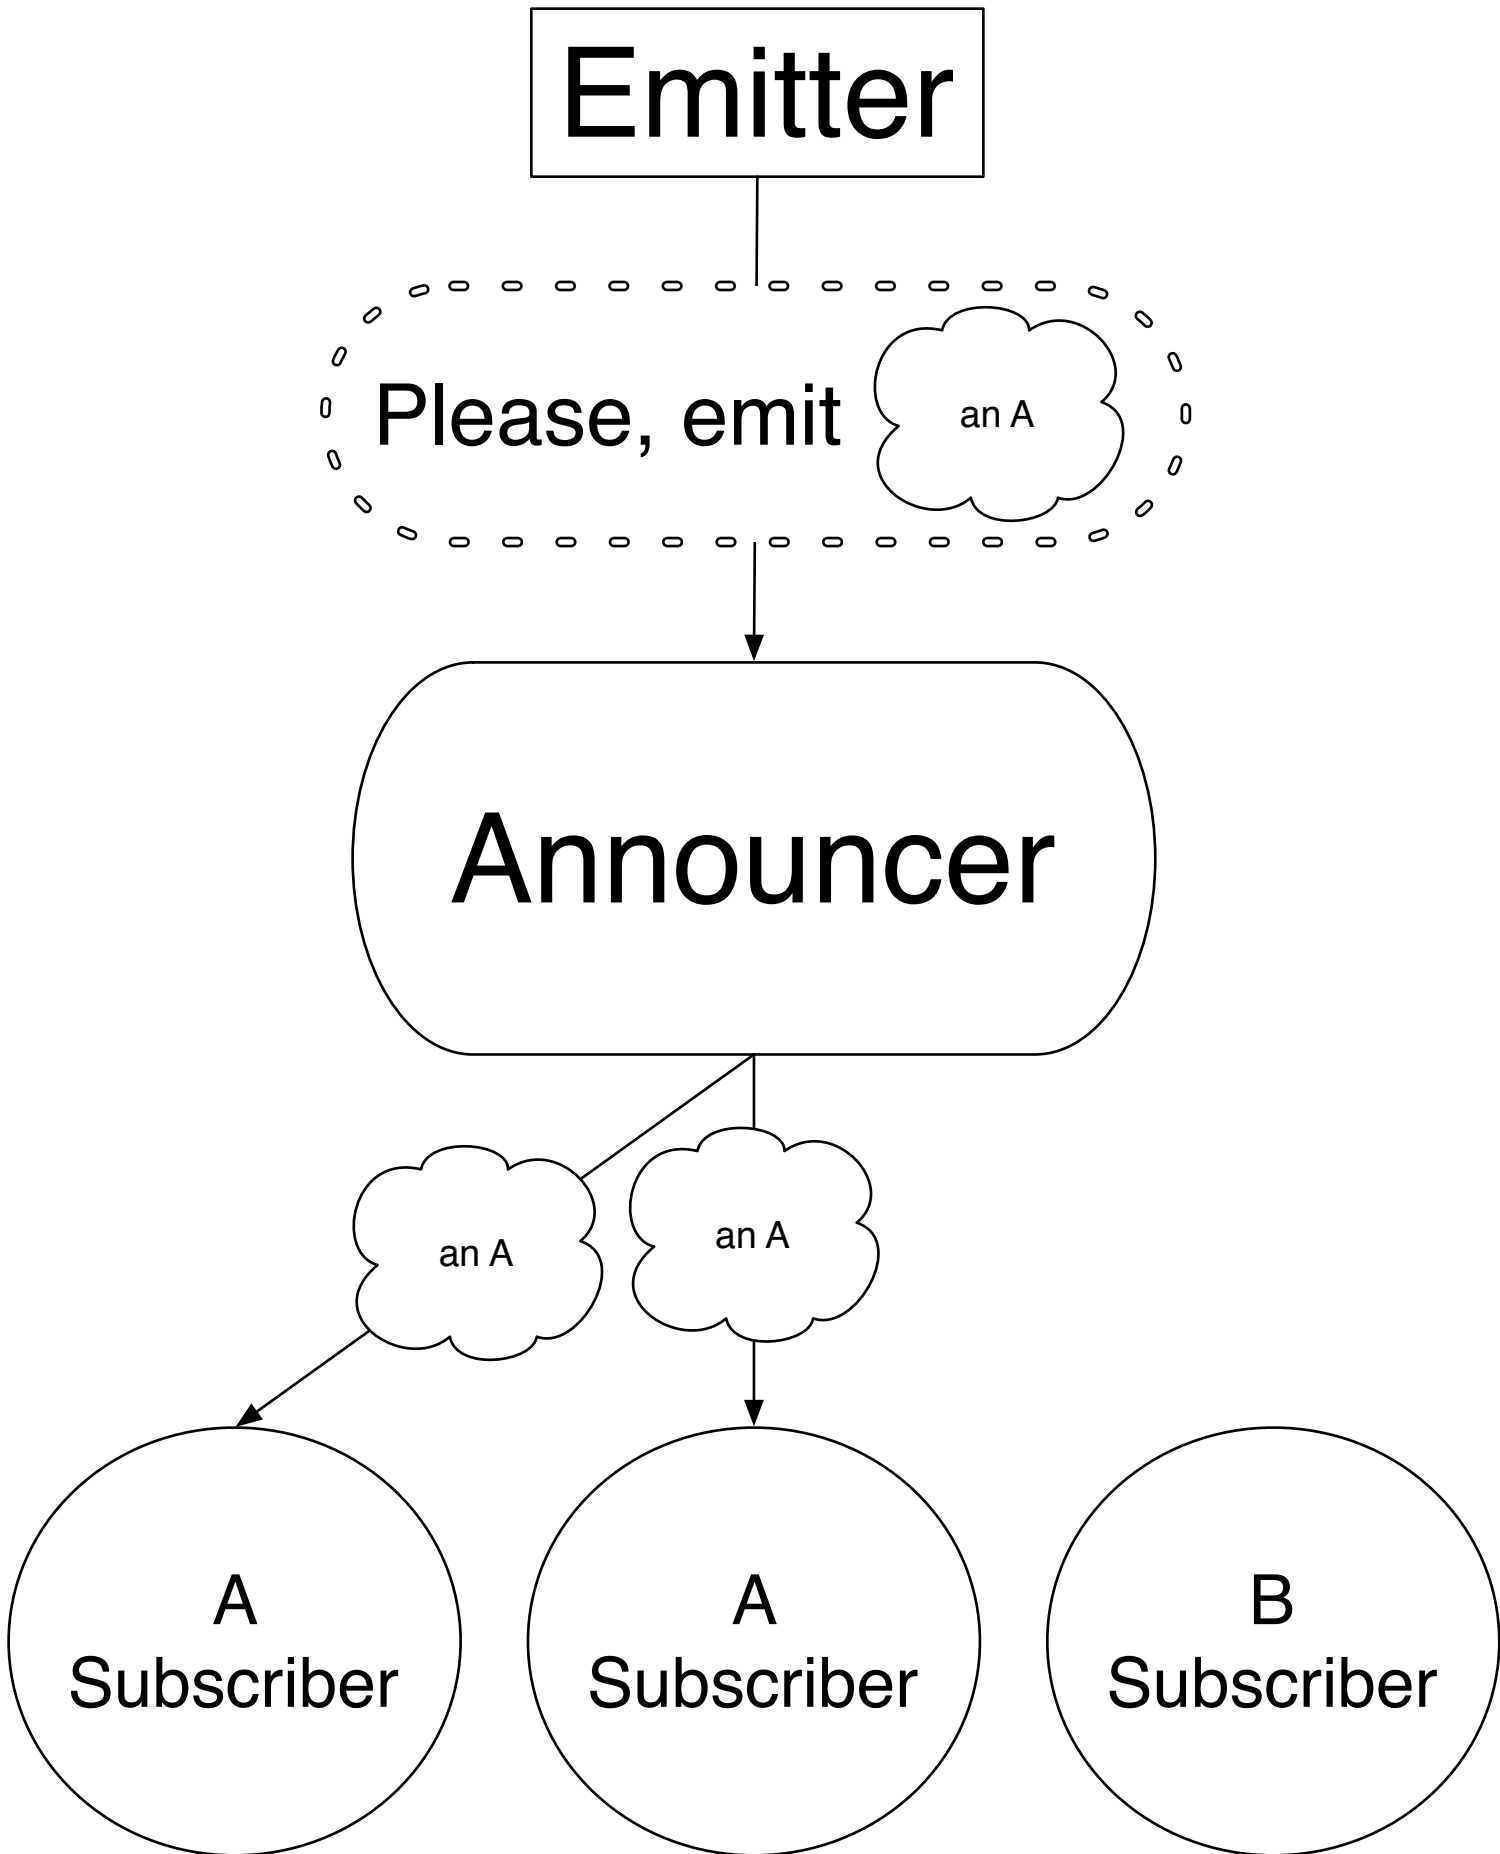 Emitter
Please, emit an A
Announcer
an A
an A
A
Subscriber
A
Subscriber
B
Subscriber